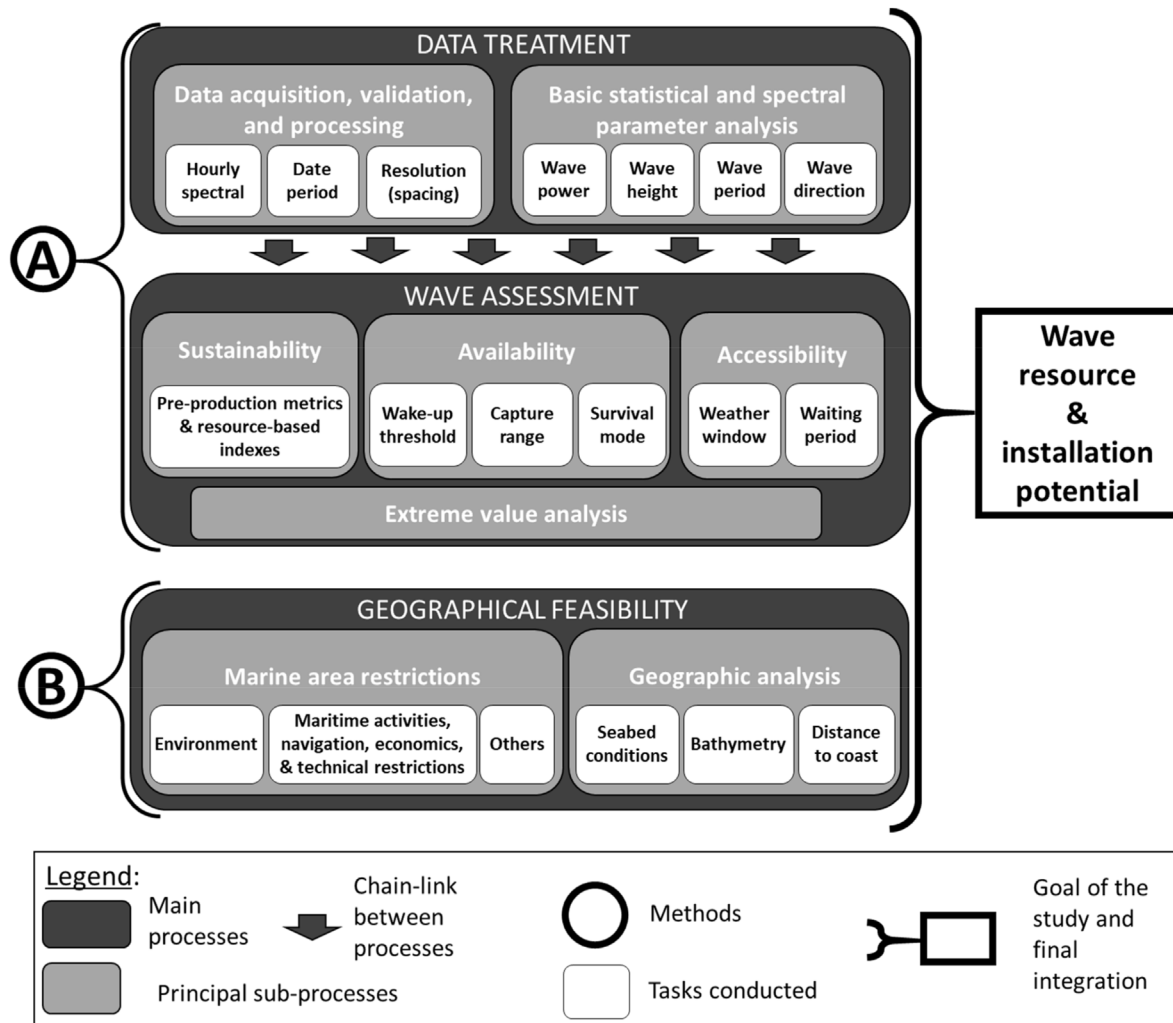 DATA TREATMENT
Data acquisition, validation,
and processing
Hourly
spectral
Date
period
Resolution
(spacing)
Basic statistical and spectral
parameter analysis
Wave
power
Wave
height
Wave
period
Wave
direction
A
WAVE ASSESSMENT
Sustainability
Pre-production metrics
& resource-based
indexes
Availability
Wake-up
threshold
Capture
range
Survival
mode
Accessibility
Weather
window
Waiting
period
Extreme value analysis
B
GEOGRAPHICAL FEASIBILITY
Marine area restrictions
Environment
Maritime activities,
navigation, economics,
& technical restrictions
Others
Geographic analysis
Seabed
conditions
Bathymetry
Distance
to coast
Wave
resource
&
installation
potential
Legend:
Main
processes
Principal sub-processes
Chain-link
between
processes
Methods
Tasks conducted
Goal of the
study and
final
integration